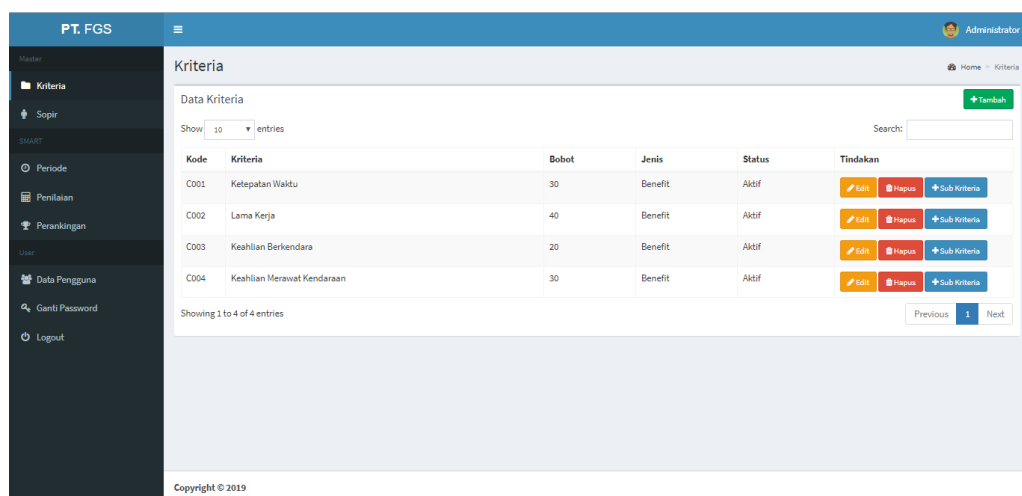 PT. FGS
Administrator
Master
Kriteria
Sopir
SMART
Periode
Penilaian
Perankingan
User
Data Pengguna
Ganti Password
Logout
Kriteria
Home > Kriteria
Data Kriteria
Tambah
Show 10 entries
Search:
Kode Kriteria Bobot Jenis Status Tindakan
C001 Ketepatan Waktu 30 Benefit Aktif Edit Hapus Sub Kriteria
C002 Lama Kerja 40 Benefit Aktif Edit Hapus Sub Kriteria
C003 Keahlian Berkendara 20 Benefit Aktif Edit Hapus Sub Kriteria
C004 Keahlian Merawat Kendaraan 30 Benefit Aktif Edit Hapus Sub Kriteria
Showing 1 to 4 of 4 entries
Previous 1 Next
Copyright © 2019